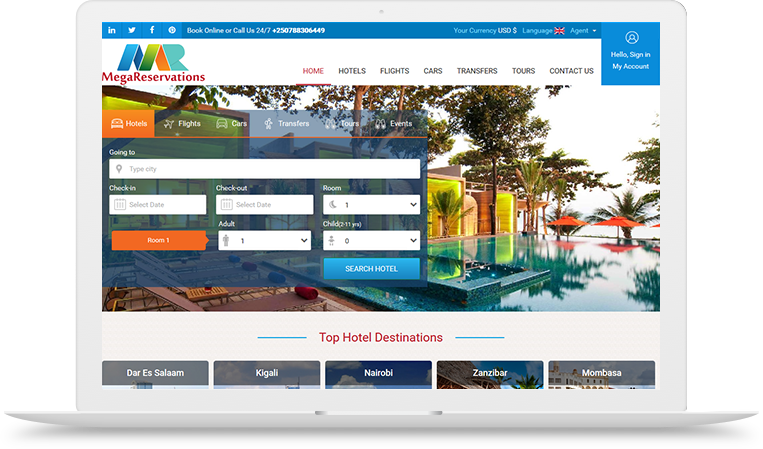 in
Book Online or Call Us 24/7 +250788306449
Your Currency USD $ Language Agent
Hello, Sign in
My Account
MR
MegaReservations
HOME HOTELS FLIGHTS CARS TRANSFERS TOURS CONTACT US
Hotels Flights Cars Transfers Tours Events
Going to
Type city
Check-in Check-out Room
Select Date Select Date 1
Adult Child(2-11 yrs)
Room 1 1 0
SEARCH HOTEL
Top Hotel Destinations
Dar Es Salaam Kigali Nairobi Zanzibar Mombasa